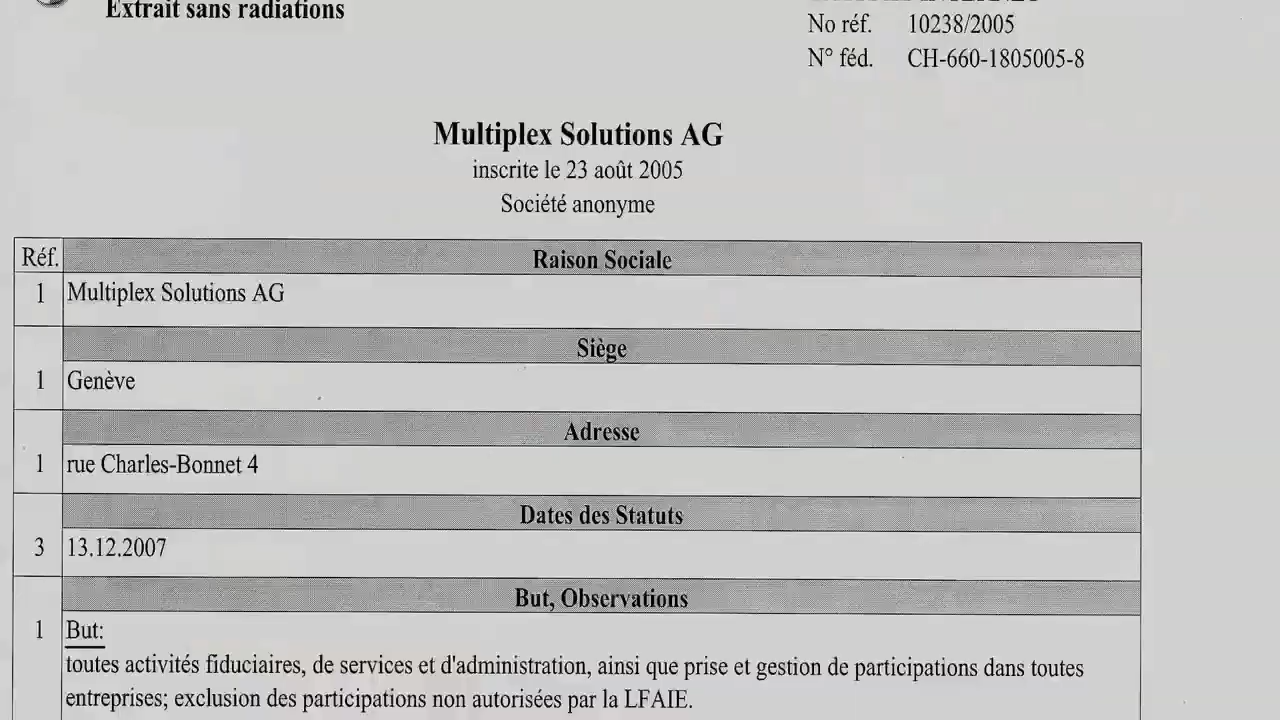 Extrait sans radiations
No réf. 10238/2005
N° féd. CH-660-1805005-8
Multiplex Solutions AG
inscrite le 23 août 2005
Société anonyme
Réf. Raison Sociale
1 Multiplex Solutions AG
Siège
1 Genève
Adresse
1 rue Charles-Bonnet 4
Dates des Statuts
3 13.12.2007
But, Observations
1 But:
toutes activités fiduciaires, de services et d'administration, ainsi que prise et gestion de participations dans toutes
entreprises; exclusion des participations non autorisées par la LFAIE.